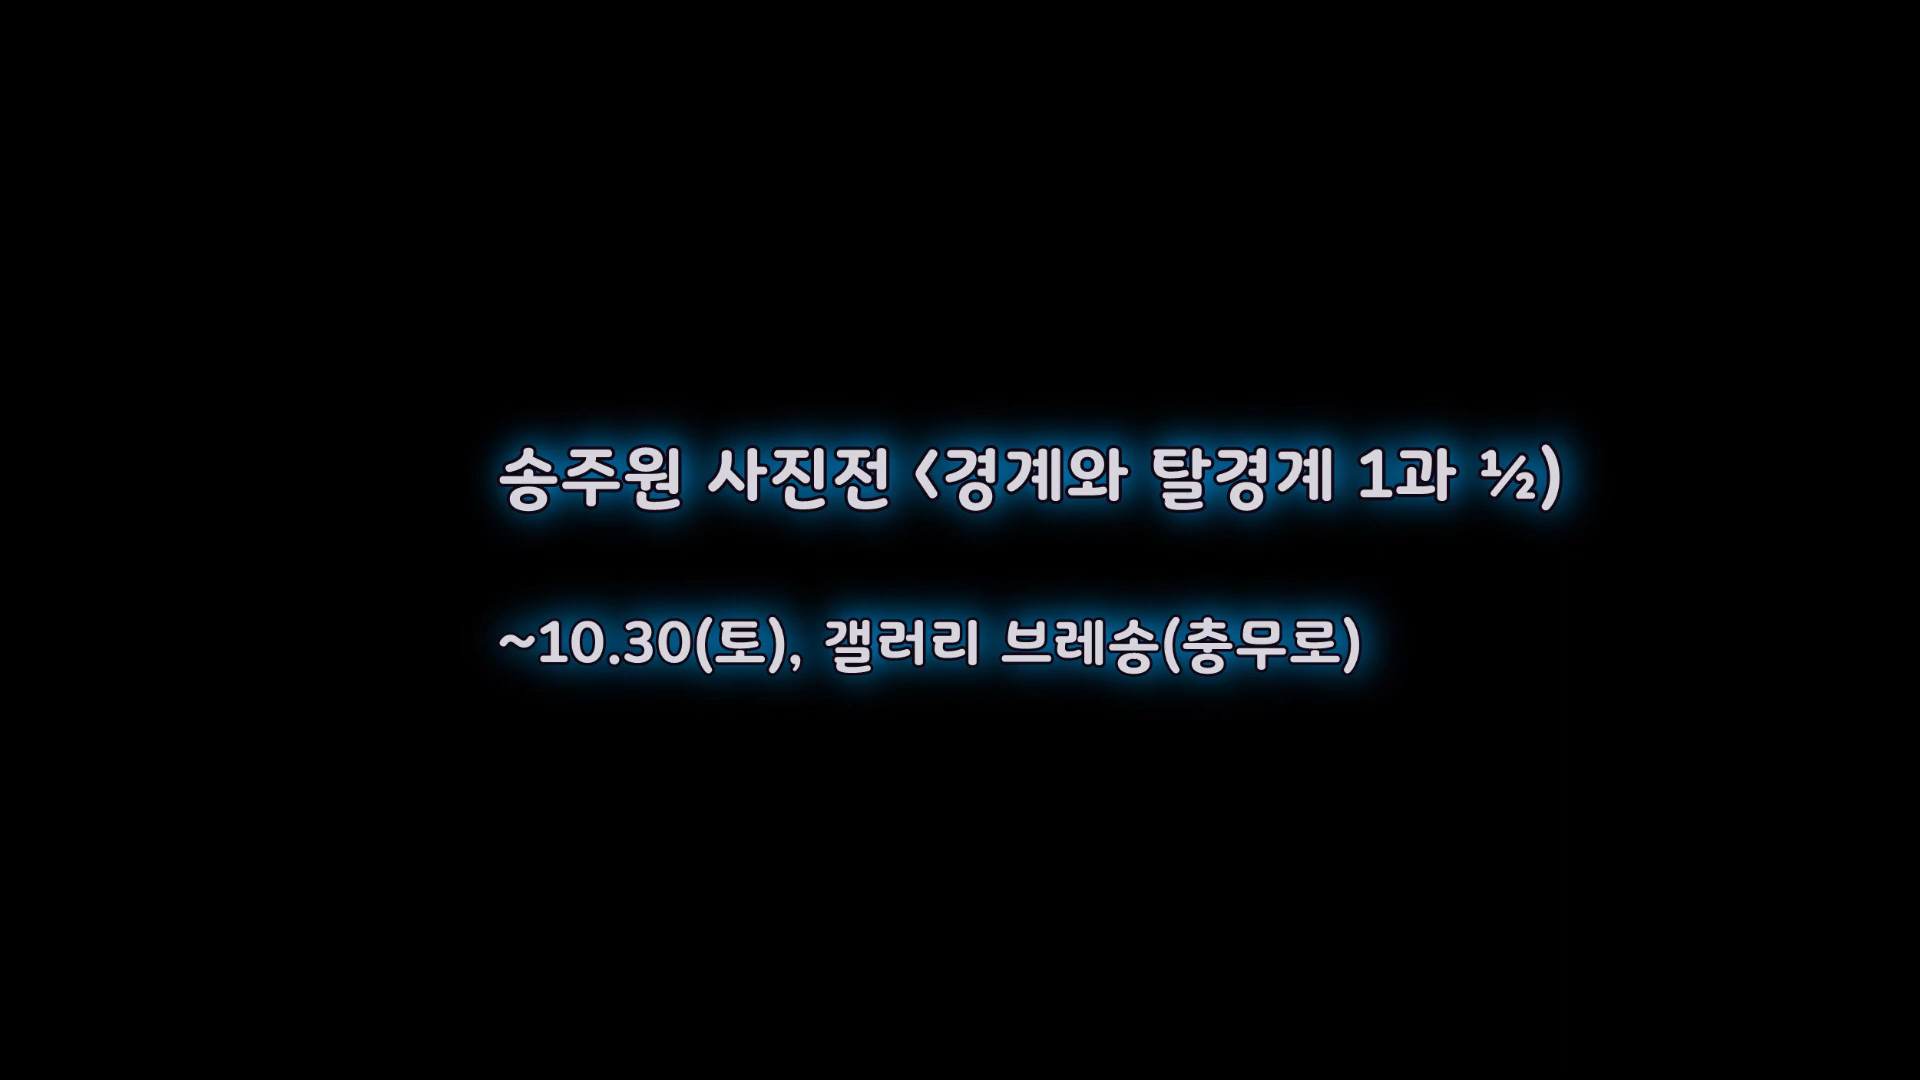 송주원 사진전 <경계와 탈경계 1과 ½)
~10.30(토), 갤러리 브레송(충무로)